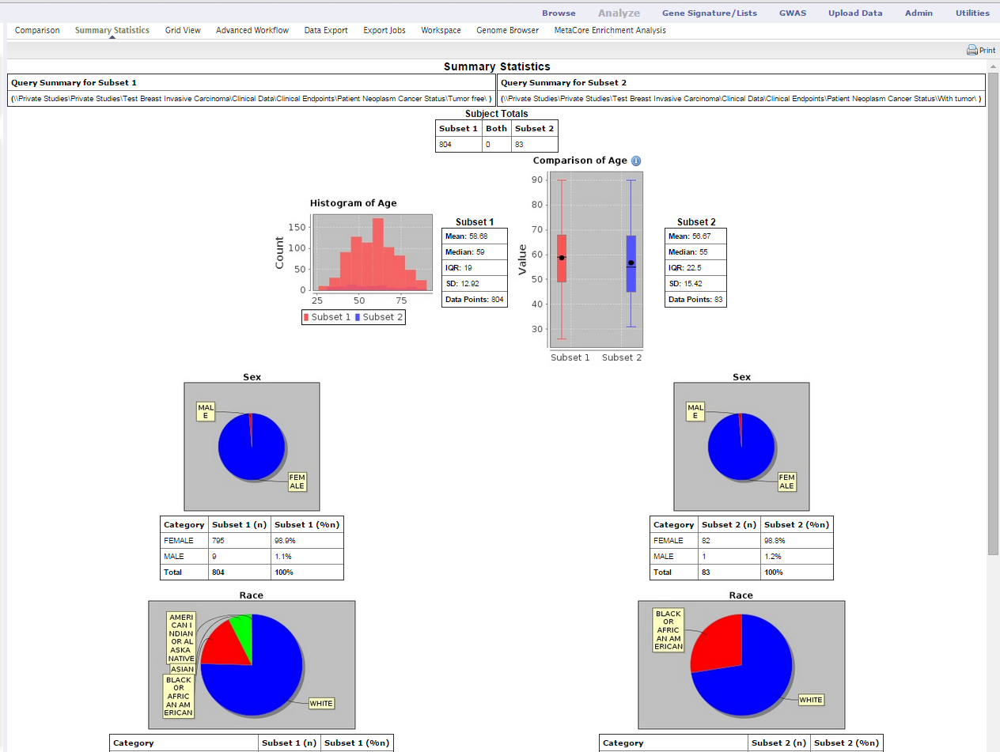 Browse Analyze Gene Signature/Lists GWAS Upload Data Admin Utilities
Comparison Summary Statistics Grid View Advanced Workflow Data Export Export Jobs Workspace Genome Browser MetaCore Enrichment Analysis
Print
Summary Statistics
Query Summary for Subset 1 Query Summary for Subset 2
(\\Private Studies\Private Studies\Test Breast Invasive Carcinoma\Clinical Data\Clinical Endpoints\Patient Neoplasm Cancer Status\Tumor free\ ) (\\Private Studies\Private Studies\Test Breast Invasive Carcinoma\Clinical Data\Clinical Endpoints\Patient Neoplasm Cancer Status\With tumor\ )
Subject Totals
Subset 1 Both Subset 2
804 0 83
Histogram of Age
Count
150
100
50
0
25 50 75
Subset 1 Subset 2
Subset 1
Mean: 58.68
Median: 59
IQR: 19
SD: 12.92
Data Points: 804
Comparison of Age i
Value
90
80
70
60
50
40
30
Subset 1 Subset 2
Subset 2
Mean: 56.67
Median: 55
IQR: 22.5
SD: 15.42
Data Points: 83
Sex
MAL
E
FEM
ALE
Category Subset 1 (n) Subset 1 (%n)
FEMALE 795 98.9%
MALE 9 1.1%
Total 804 100%
Sex
MAL
E
FEM
ALE
Category Subset 2 (n) Subset 2 (%n)
FEMALE 82 98.8%
MALE 1 1.2%
Total 83 100%
Race
AMERI
CAN I
NDIAN
OR AL
ASKA
NATIVE
ASIAN
BLACK
OR
AFRIC
AN AM
ERICAN
WHITE
Category Subset 1 (n) Subset 1 (%n)
Race
BLACK
OR
AFRIC
AN AM
ERICAN
WHITE
Category Subset 2 (n) Subset 2 (%n)